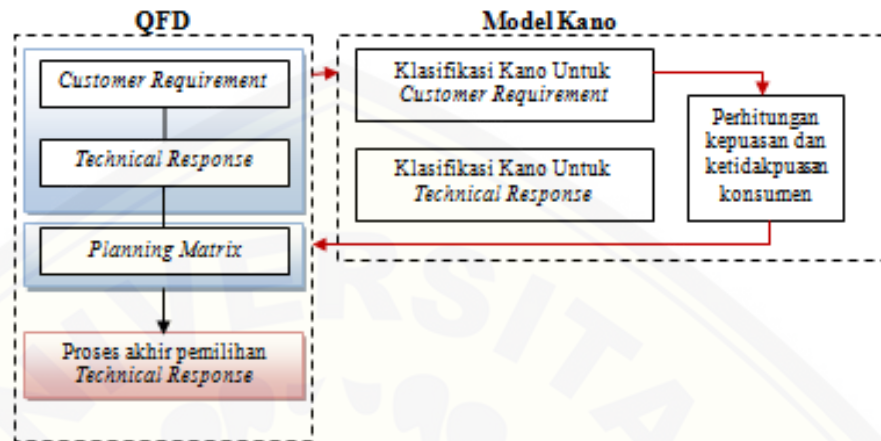 QFD
Customer Requirement
Technical Response
Planning Matrix
Proses akhir pemilihan
Technical Response
Model Kano
Klasifikasi Kano Untuk
Customer Requirement
Klasifikasi Kano Untuk
Technical Response
Perhitungan
kepuasan dan
ketidakpuasan
konsumen
UNIVERSITA